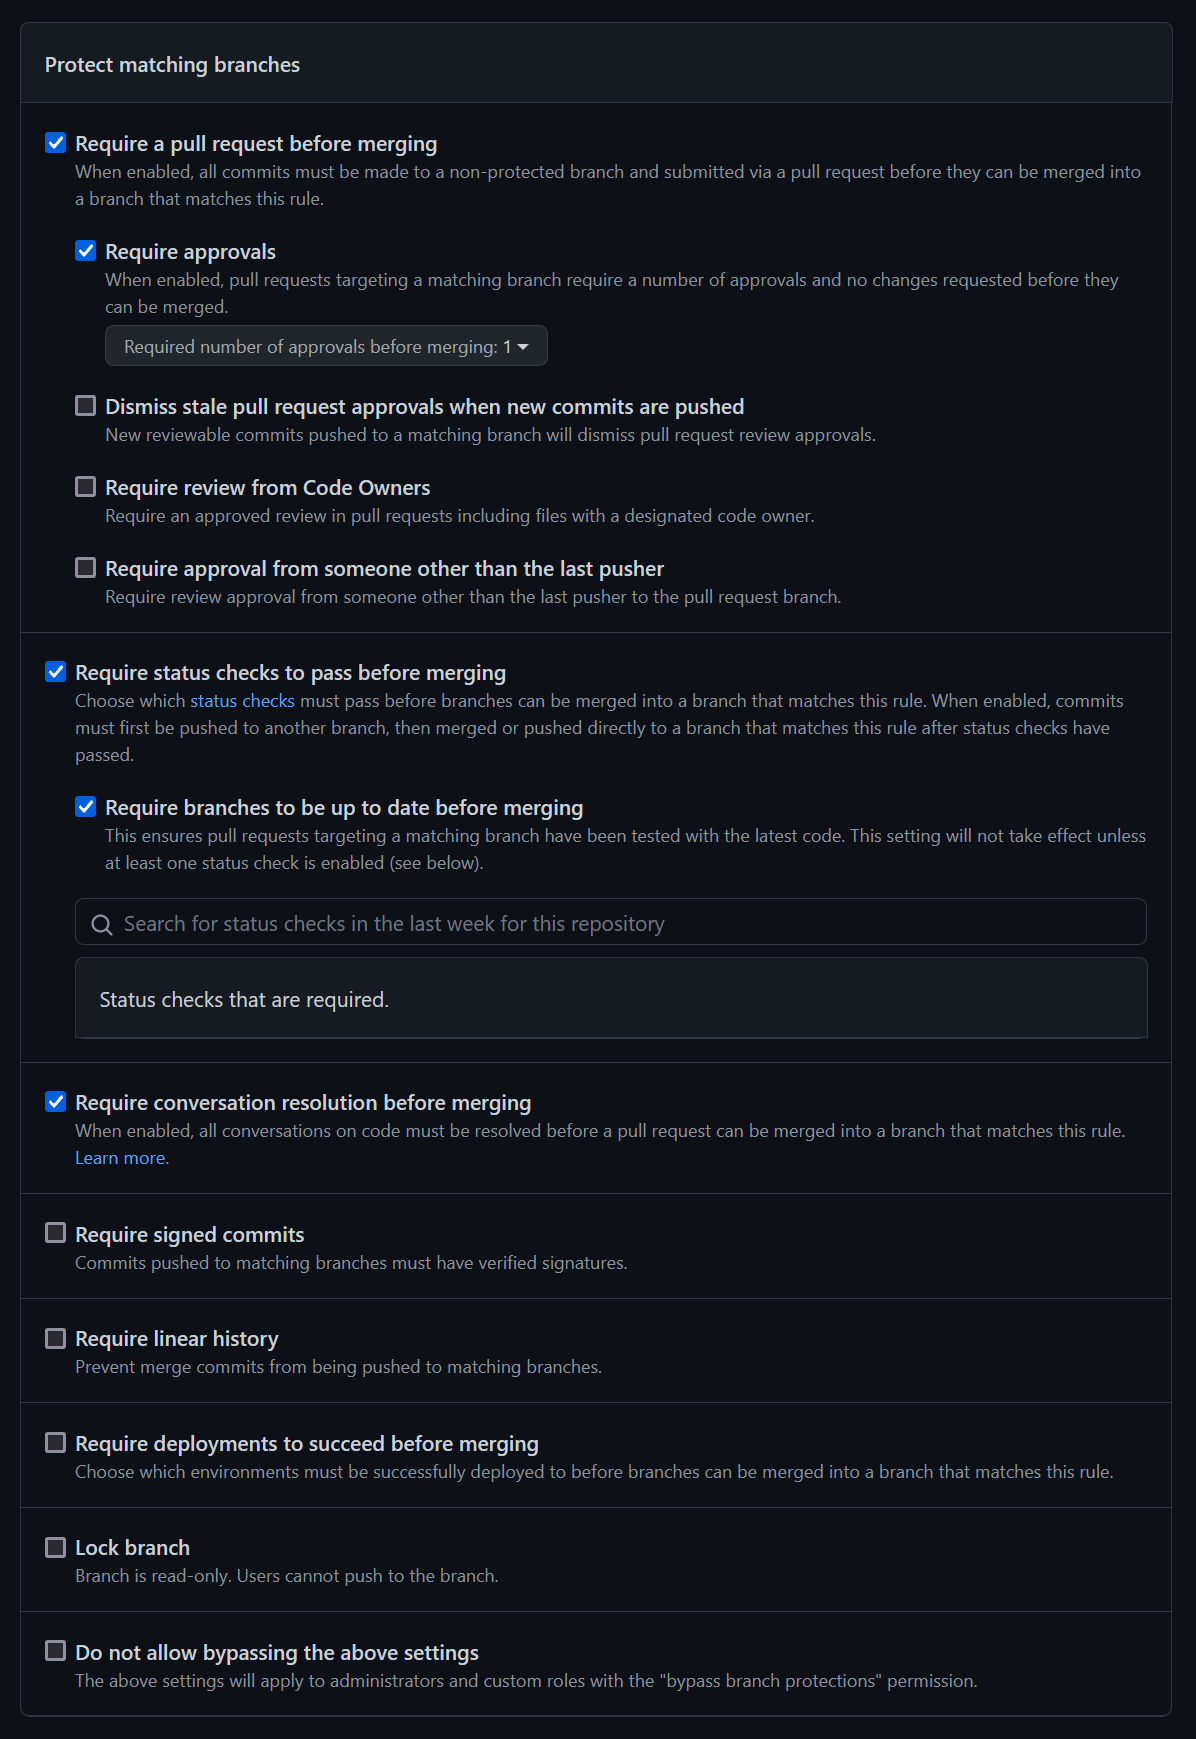 Protect matching branches
Require a pull request before merging
When enabled, all commits must be made to a non-protected branch and submitted via a pull request before they can be merged into
a branch that matches this rule.
Require approvals
When enabled, pull requests targeting a matching branch require a number of approvals and no changes requested before they
can be merged.
Required number of approvals before merging: 1
Dismiss stale pull request approvals when new commits are pushed
New reviewable commits pushed to a matching branch will dismiss pull request review approvals.
Require review from Code Owners
Require an approved review in pull requests including files with a designated code owner.
Require approval from someone other than the last pusher
Require review approval from someone other than the last pusher to the pull request branch.
Require status checks to pass before merging
Choose which status checks must pass before branches can be merged into a branch that matches this rule. When enabled, commits
must first be pushed to another branch, then merged or pushed directly to a branch that matches this rule after status checks have
passed.
Require branches to be up to date before merging
This ensures pull requests targeting a matching branch have been tested with the latest code. This setting will not take effect unless
at least one status check is enabled (see below).
Search for status checks in the last week for this repository
Status checks that are required.
Require conversation resolution before merging
When enabled, all conversations on code must be resolved before a pull request can be merged into a branch that matches this rule.
Learn more.
Require signed commits
Commits pushed to matching branches must have verified signatures.
Require linear history
Prevent merge commits from being pushed to matching branches.
Require deployments to succeed before merging
Choose which environments must be successfully deployed to before branches can be merged into a branch that matches this rule.
Lock branch
Branch is read-only. Users cannot push to the branch.
Do not allow bypassing the above settings
The above settings will apply to administrators and custom roles with the "bypass branch protections" permission.